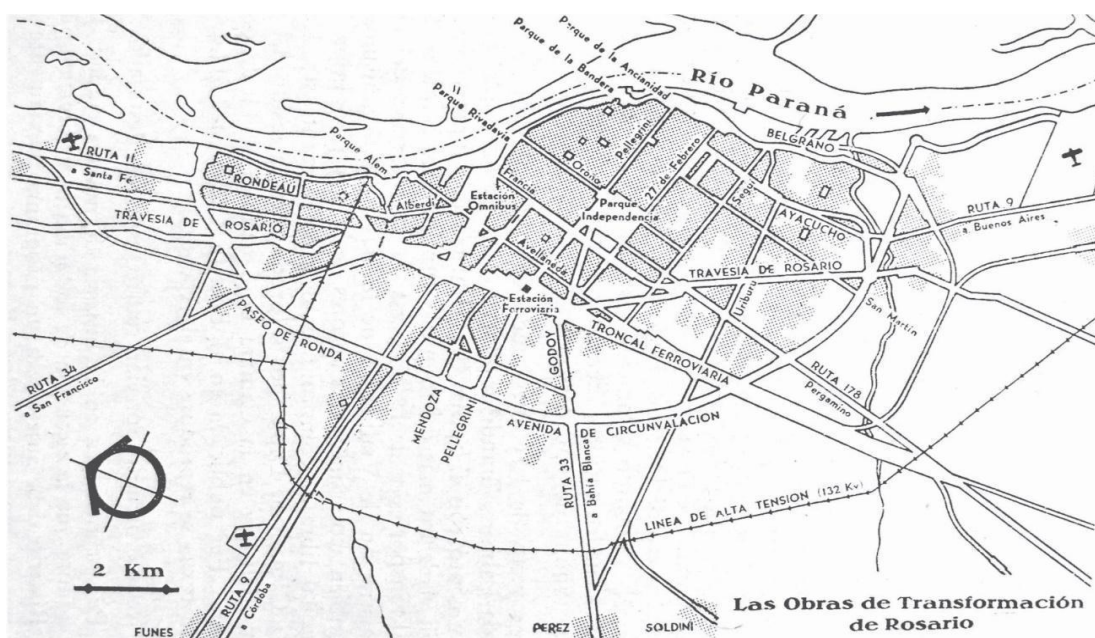 Parque de la Ancianidad
Parque de la Bandera
Río Paraná
Parque Rivadavia
Parque Alem
BELGRANO
RUTA 11
a Santa Fé
RONDEAU
Alberdi
Estación
Omnibus
Francia
Oroño
Pellegrini
27 de Febrero
Seguí
Parque
Independencia
AYACUCHO
RUTA 9
a Buenos Aires
TRAVESIA DE ROSARIO
Avellaneda
TRAVESIA DE ROSARIO
Uriburu
San Martín
Estación
Ferroviaria
PASEO DE RONDA
TRONCAL FERROVIARIA
GODOY
RUTA 34
a San Francisco
RUTA 178
Pergamino
MENDOZA
PELLEGRINI
AVENIDA DE CIRCUNVALACION
RUTA 33
a Bahía Blanca
LINEA DE ALTA TENSION (132 Kv)
2 Km
RUTA 9
a Córdoba
FUNES
PEREZ
SOLDINI
Las Obras de Transformación
de Rosario